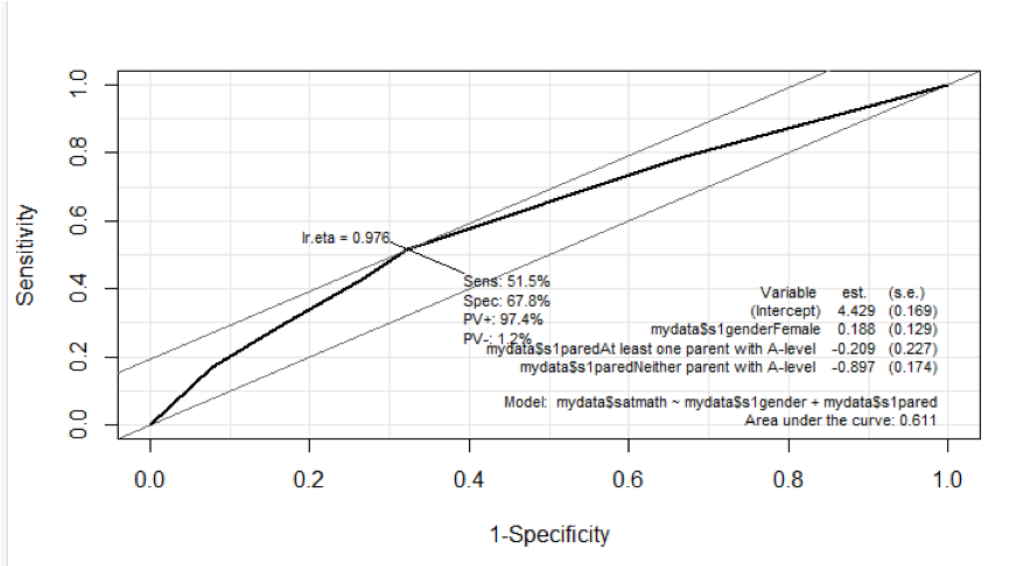 Sensitivity
1.0
0.8
0.6
0.4
0.2
0.0
lr.eta = 0.976
Sens: 51.5%
Spec: 67.8%
PV+: 97.4%
PV-: 1.2%
Variable est. (s.e.)
(Intercept) 4.429 (0.169)
mydata$s1genderFemale 0.188 (0.129)
mydata$s1paredAt least one parent with A-level -0.209 (0.227)
mydata$s1paredNeither parent with A-level -0.897 (0.174)
Model: mydata$satmath ~ mydata$s1gender + mydata$s1pared
Area under the curve: 0.611
0.0 0.2 0.4 0.6 0.8 1.0
1-Specificity